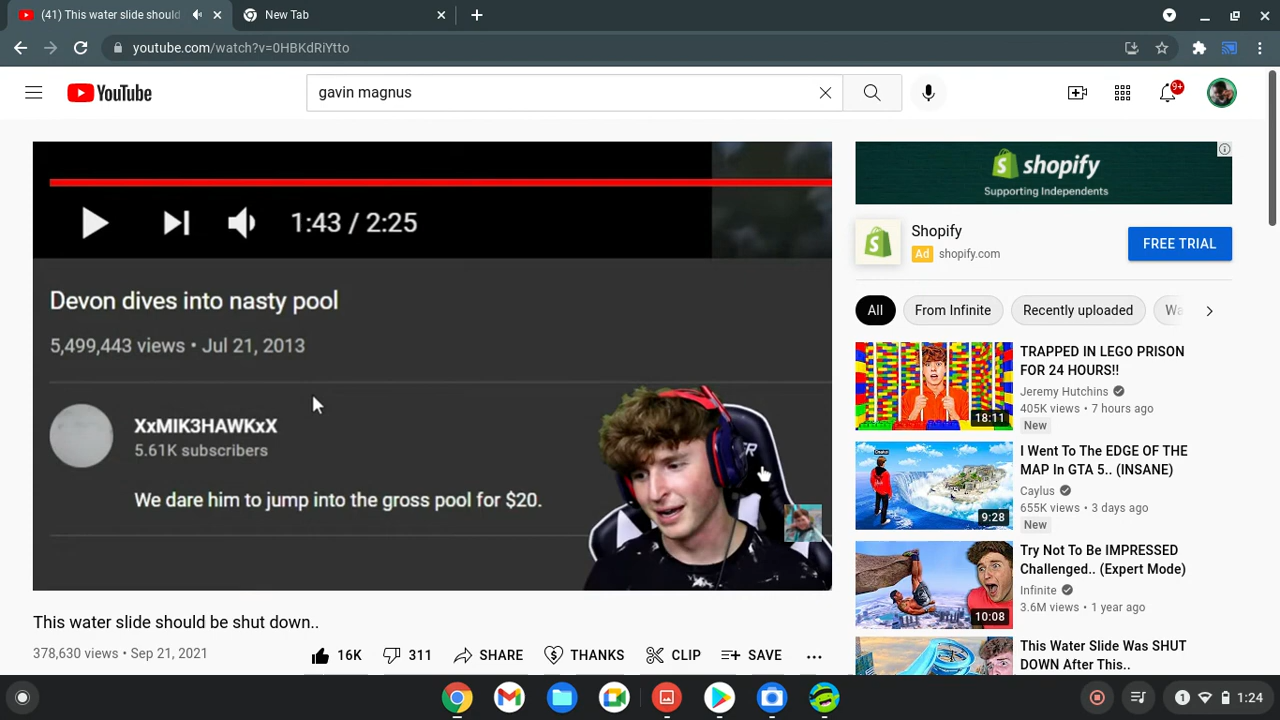 (41) This water slide should
New Tab
youtube.com/watch?v=0HBKdRiYtto
YouTube
gavin magnus
9+
1:43 / 2:25
Devon dives into nasty pool
5,499,443 views • Jul 21, 2013
XxMIK3HAWKxX
5.61K subscribers
We dare him to jump into the gross pool for $20.
This water slide should be shut down..
378,630 views • Sep 21, 2021
16K
311
SHARE
THANKS
CLIP
SAVE
shopify
Supporting Independents
Shopify
Ad shopify.com
FREE TRIAL
All
From Infinite
Recently uploaded
Wa
TRAPPED IN LEGO PRISON
FOR 24 HOURS!!
Jeremy Hutchins
405K views • 7 hours ago
New
18:11
I Went To The EDGE OF THE
MAP In GTA 5.. (INSANE)
Caylus
655K views • 3 days ago
New
9:28
Try Not To Be IMPRESSED
Challenged.. (Expert Mode)
Infinite
3.6M views • 1 year ago
10:08
This Water Slide Was SHUT
DOWN After This..
1
1:24